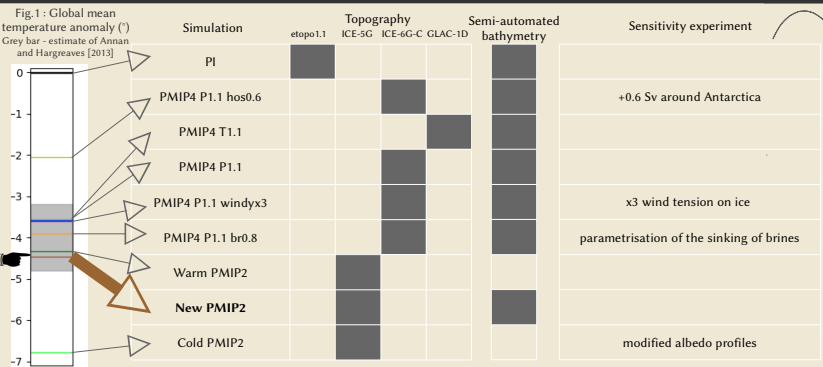 Fig.1 : Global mean
temperature anomaly (°)
Grey bar - estimate of Annan
and Hargreaves [2013]
Simulation
Topography
etopo1.1 ICE-5G ICE-6G-C GLAC-1D
Semi-automated
bathymetry
Sensitivity experiment
0
-1
-2
-3
-4
-5
-6
-7
PI
PMIP4 P1.1 hos0.6 +0.6 Sv around Antarctica
PMIP4 T1.1
PMIP4 P1.1
PMIP4 P1.1 windyx3 x3 wind tension on ice
PMIP4 P1.1 br0.8 parametrisation of the sinking of brines
Warm PMIP2
New PMIP2
Cold PMIP2 modified albedo profiles